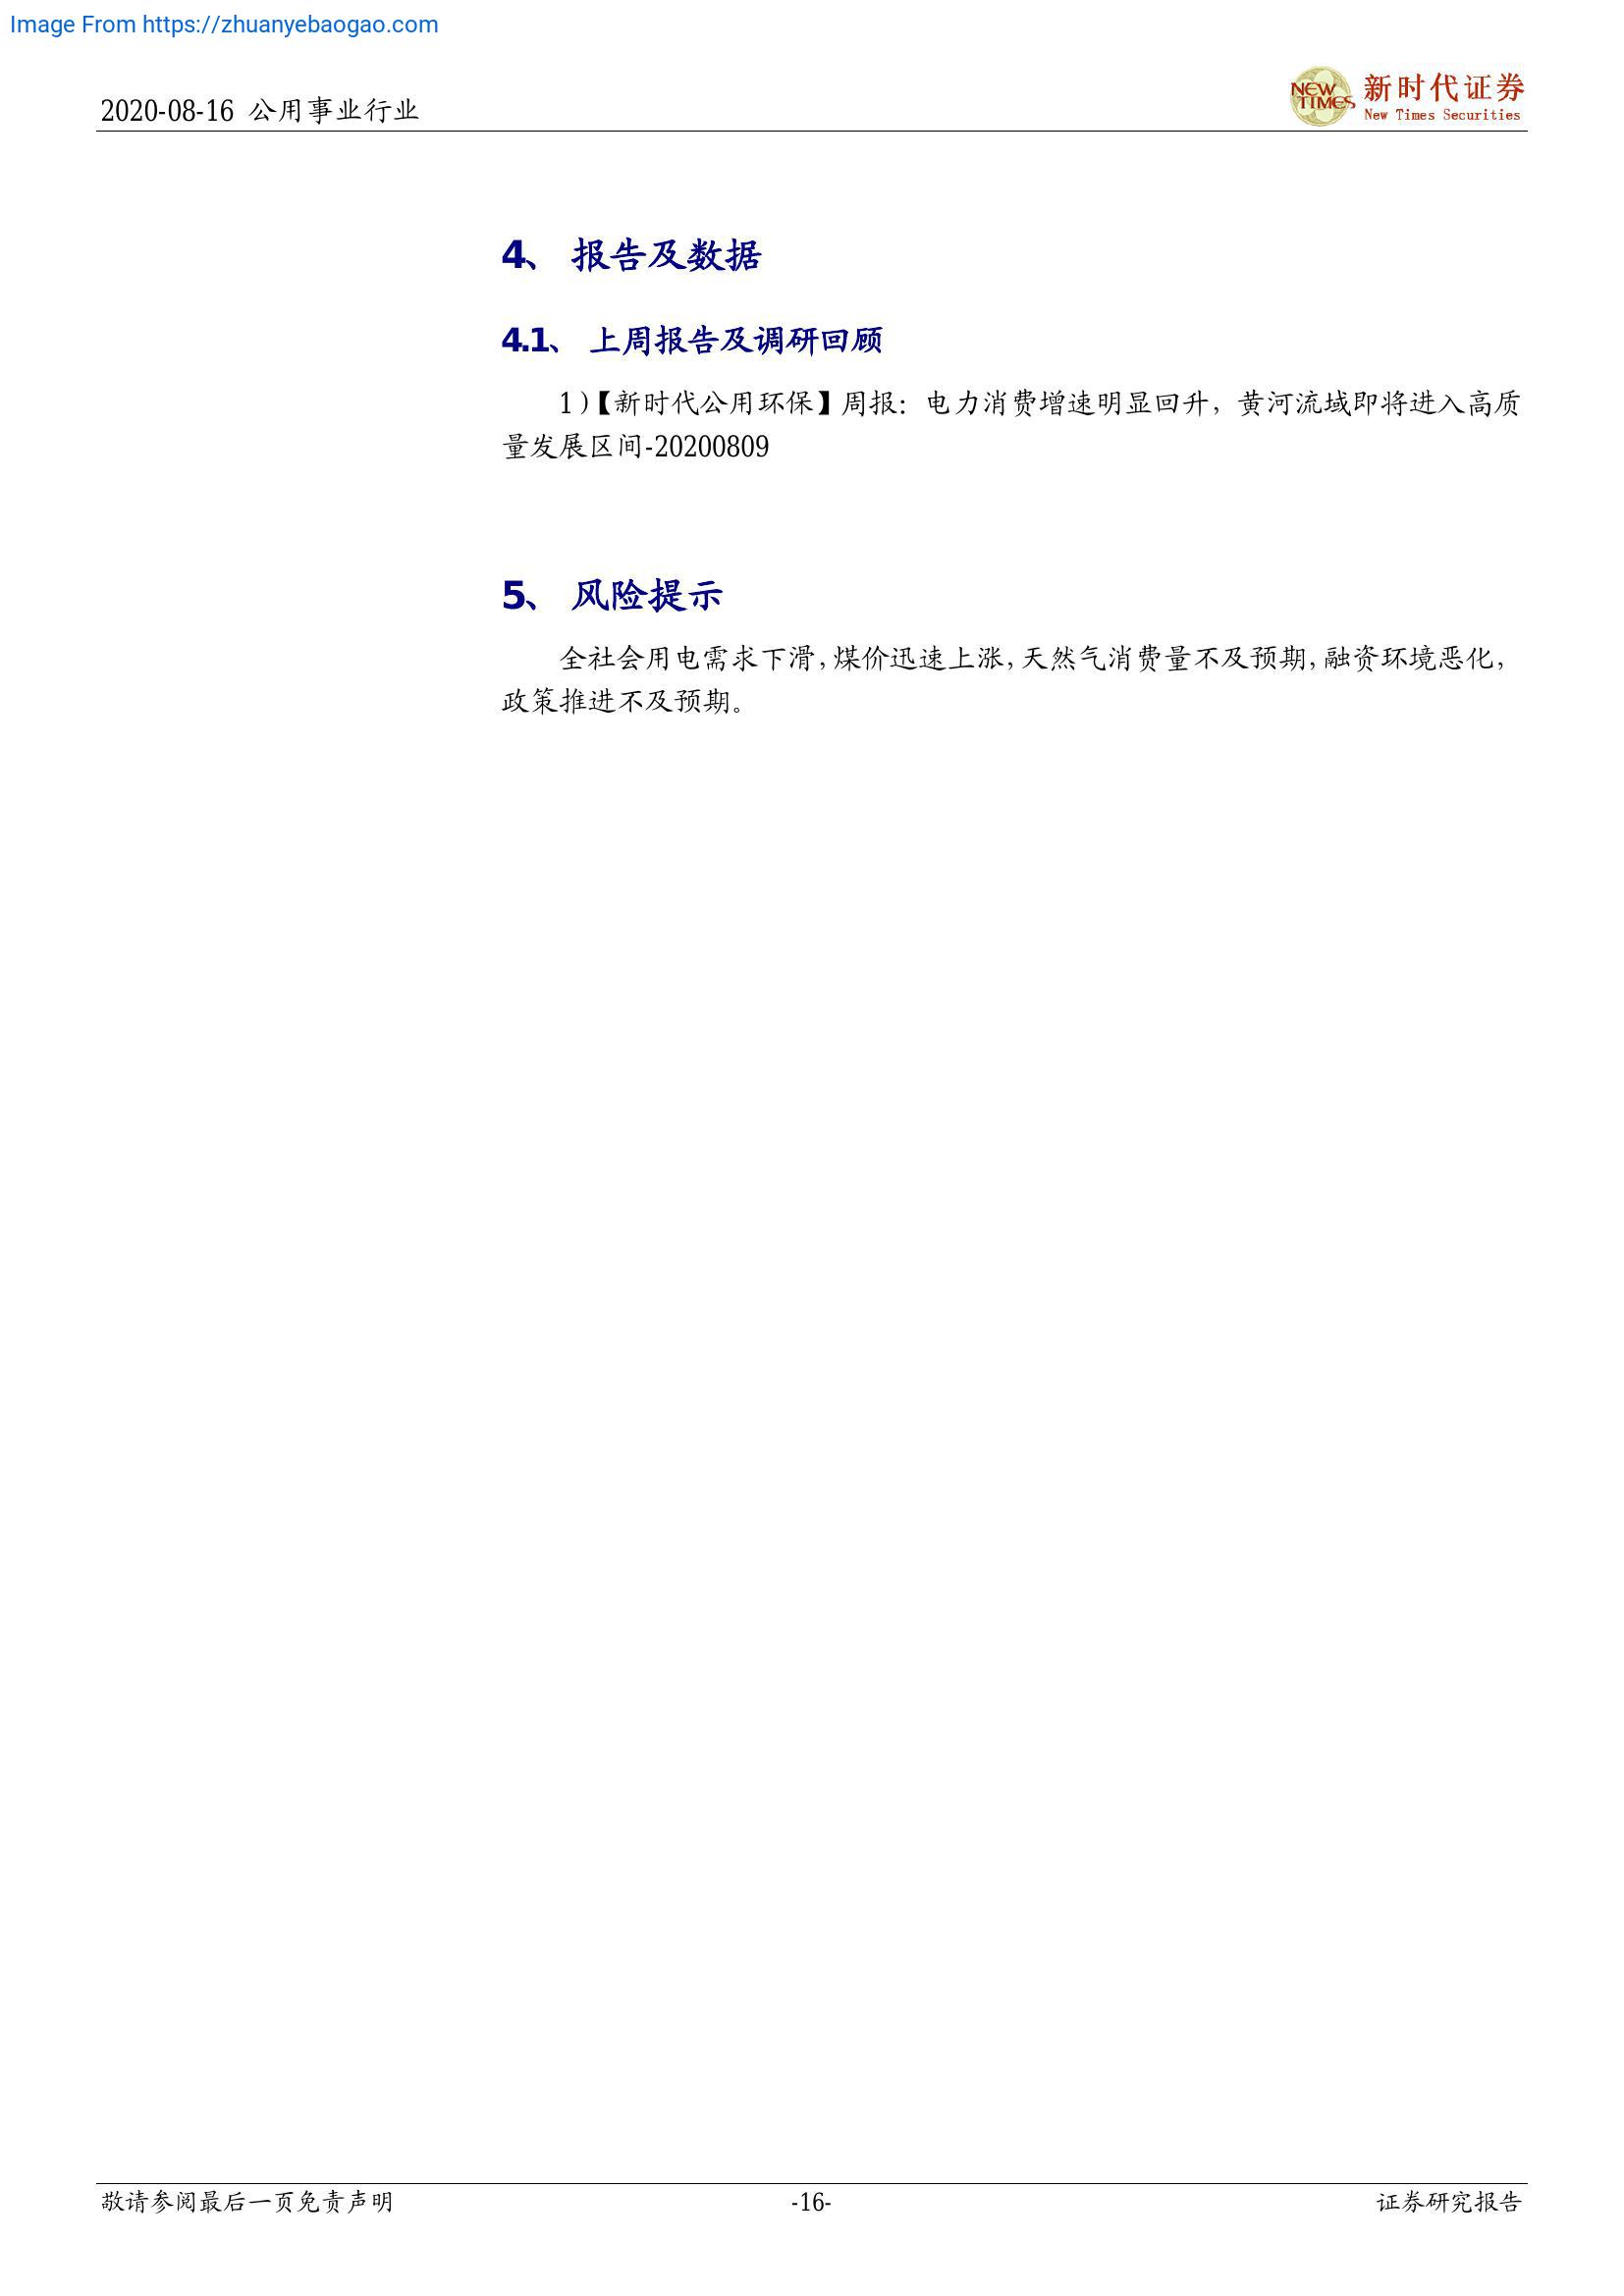 Image From https://zhuanyebaogao.com
2020-08-16 公用事业行业
NEW
TIMES
新时代证券
New Times Securities
4、 报告及数据
4.1、 上周报告及调研回顾
1）【新时代公用环保】周报：电力消费增速明显回升，黄河流域即将进入高质
量发展区间-20200809
5、 风险提示
全社会用电需求下滑，煤价迅速上涨，天然气消费量不及预期，融资环境恶化，
政策推进不及预期。
敬请参阅最后一页免责声明
-16-
证券研究报告